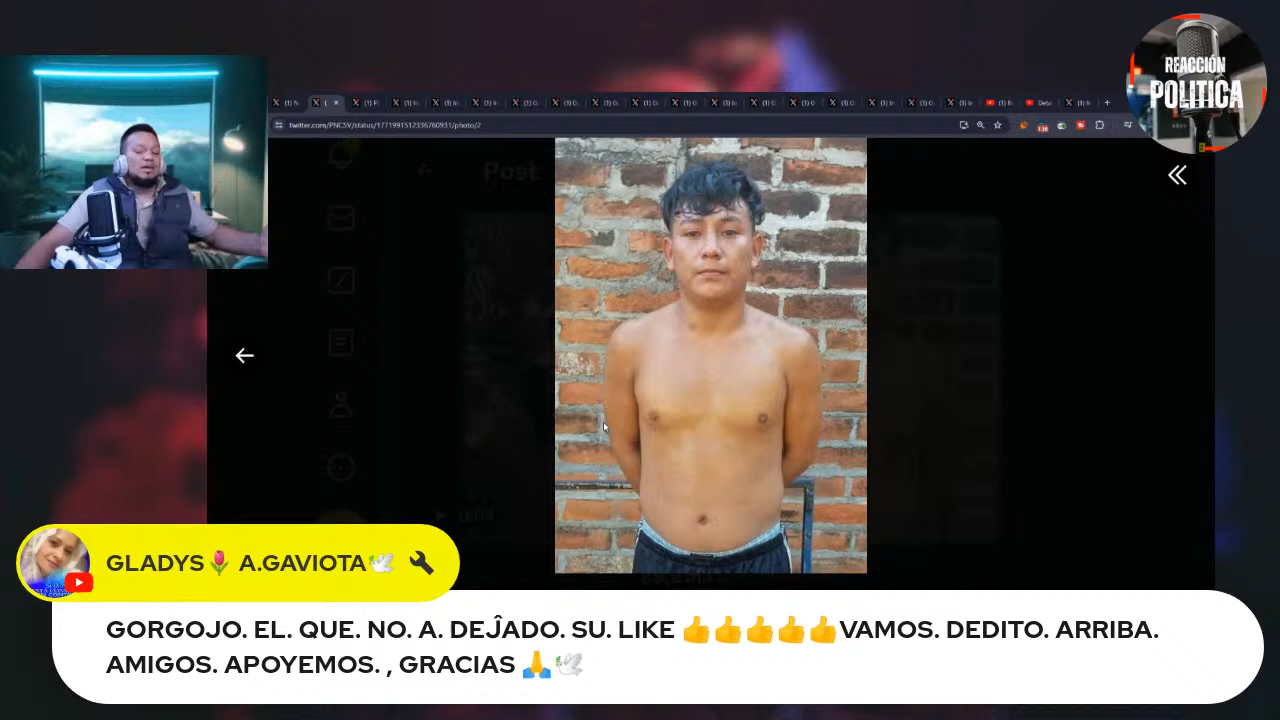 REACCIÓN
POLITICA
twitter.com/PNCSV/status/1771991512336760931/photo/2
Post
GLADYS🌷 A.GAVIOTA🕊️
GORGOJO. EL. QUE. NO. A. DEĴADO. SU. LIKE 👍👍👍👍👍VAMOS. DEDITO. ARRIBA.
AMIGOS. APOYEMOS. , GRACIAS 🙏🕊️